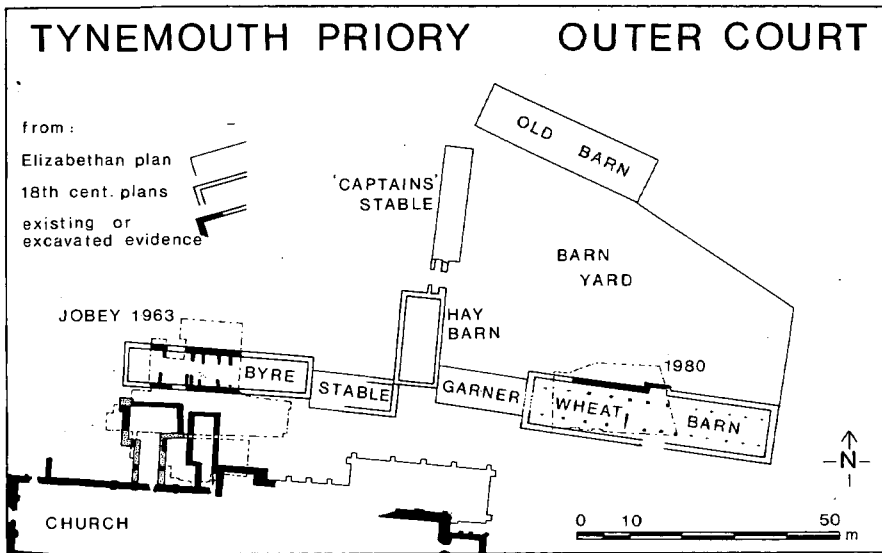 TYNEMOUTH PRIORY OUTER COURT
from:
Elizabethan plan
18th cent. plans
existing or
excavated evidence
OLD BARN
'CAPTAINS'
STABLE
BARN
YARD
HAY
BARN
JOBEY 1963
1980
BYRE
STABLE
GARNER
WHEAT
BARN
N
CHURCH
0 10 50
m